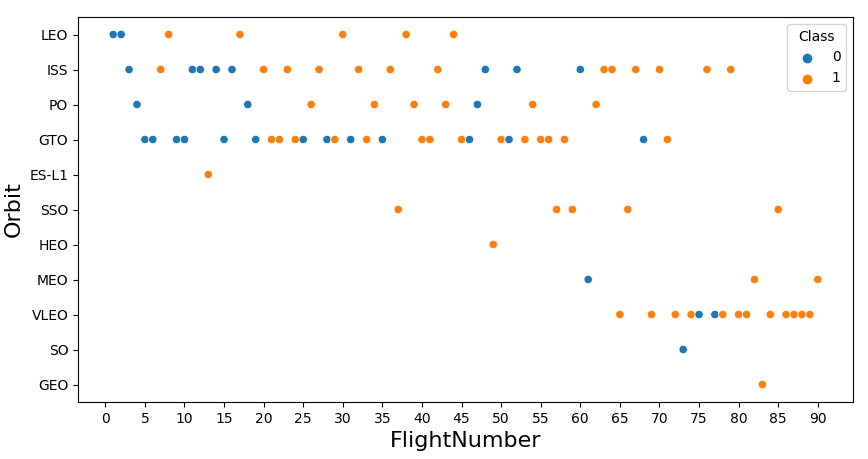 LEO
ISS
PO
GTO
ES-L1
SSO
HEO
MEO
VLEO
SO
GEO
Orbit
Class
0
1
0 5 10 15 20 25 30 35 40 45 50 55 60 65 70 75 80 85 90
FlightNumber